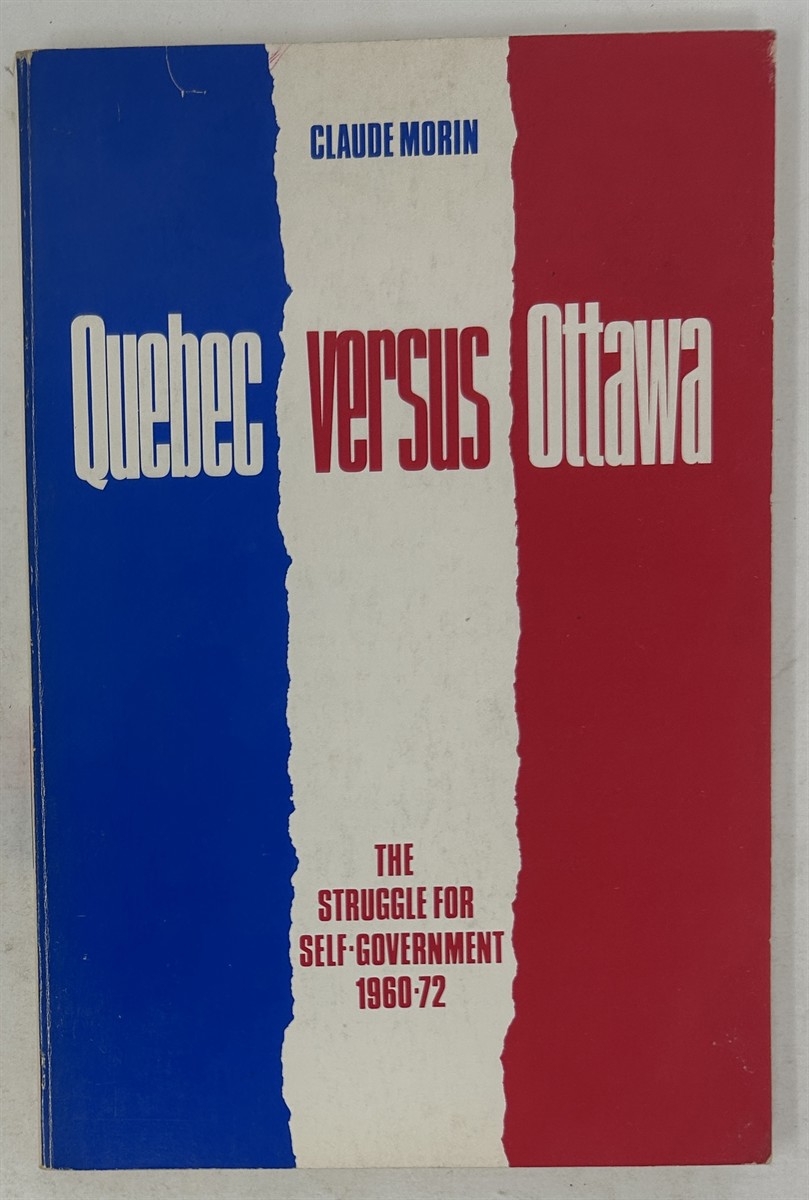 CLAUDE MORIN
Quebec versus Ottawa
THE
STRUGGLE FOR
SELF-GOVERNMENT
1960-72